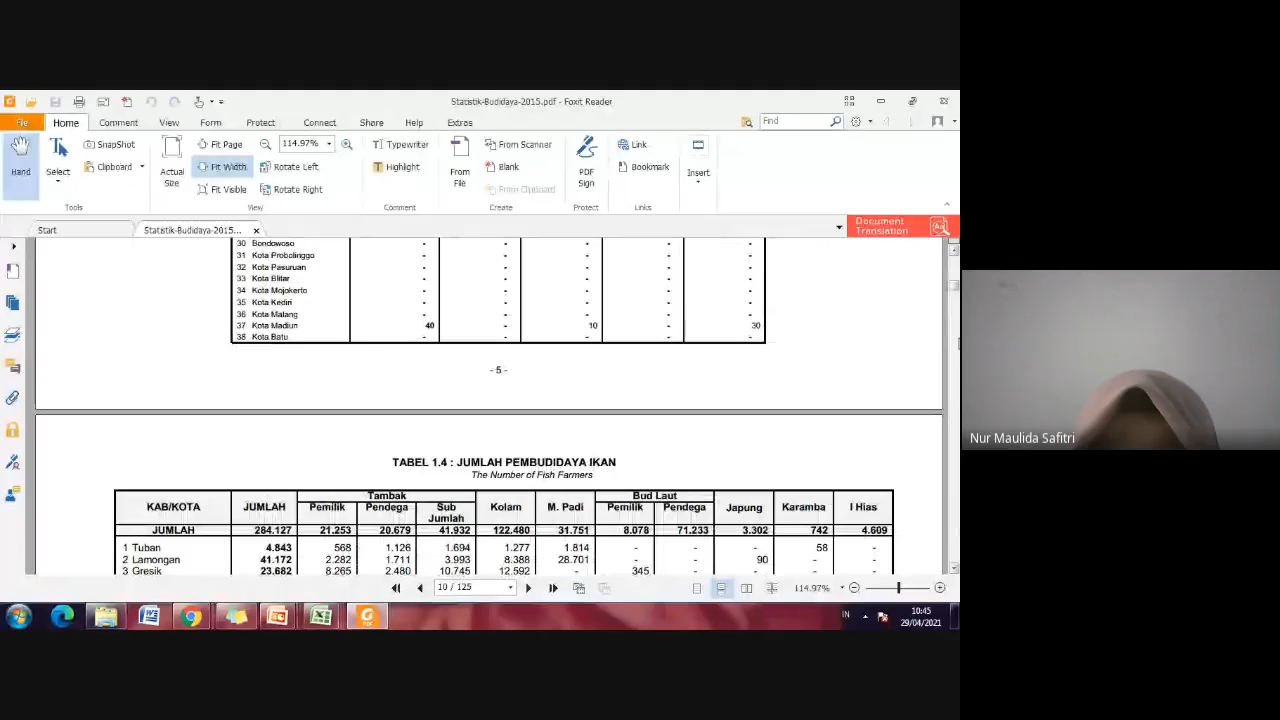 Statistik-Budidaya-2015.pdf - Foxit Reader
File Home Comment View Form Protect Connect Share Help Extras Find
Hand
Select
SnapShot
Clipboard
Actual Size
Fit Page
Fit Width
Fit Visible
114.97%
Rotate Left
Rotate Right
Typewriter
Highlight
From File
From Scanner
Blank
From Clipboard
PDF Sign
Link
Bookmark
Insert
Tools View Comment Create Protect Links
Start Statistik-Budidaya-2015... Document Translation
30 Bondowoso - - - - -
31 Kota Probolinggo - - - - -
32 Kota Pasuruan - - - - -
33 Kota Blitar - - - - -
34 Kota Mojokerto - - - - -
35 Kota Kediri - - - - -
36 Kota Malang - - - - -
37 Kota Madiun 40 - 10 - 30
38 Kota Batu - - - - -
- 5 -
TABEL 1.4 : JUMLAH PEMBUDIDAYA IKAN
The Number of Fish Farmers
KAB/KOTA JUMLAH Tambak Kolam M. Padi Bud Laut Japung Karamba I Hias
Pemilik Pendega Sub Jumlah Pemilik Pendega
JUMLAH 284.127 21.253 20.679 41.932 122.480 31.751 8.078 71.233 3.302 742 4.609
1 Tuban 4.843 568 1.126 1.694 1.277 1.814 - - - 58 -
2 Lamongan 41.172 2.282 1.711 3.993 8.388 28.701 - - 90 - -
3 Gresik 23.682 8.265 2.480 10.745 12.592 - 345 - - - -
10 / 125 114.97%
IN 10:45
29/04/2021
Nur Maulida Safitri